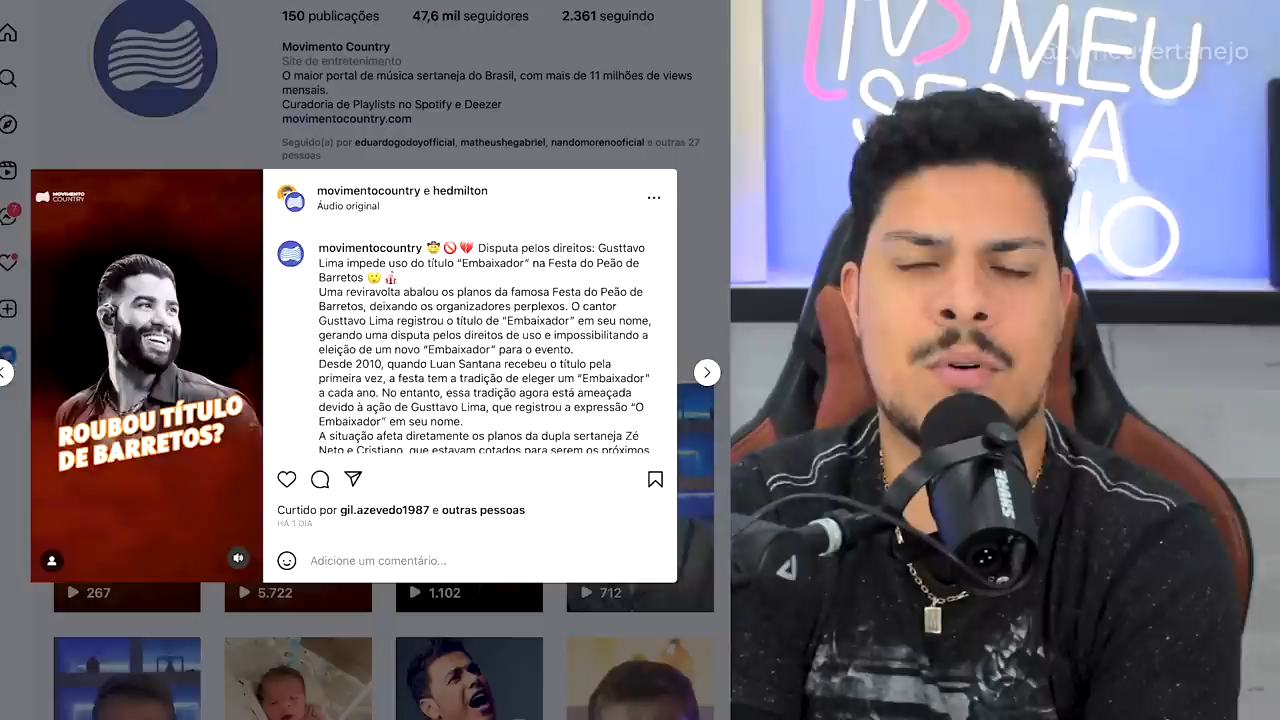 150 publicações 47,6 mil seguidores 2.361 seguindo
Movimento Country
Site de entretenimento
O maior portal de música sertaneja do Brasil, com mais de 11 milhões de views
mensais.
Curadoria de Playlists no Spotify e Deezer
movimentocountry.com
Seguido(a) por eduardogodoyofficial, matheushegabriel, nandomorenooficial e outras 27
pessoas
MOVIMENTO
COUNTRY
ROUBOU TÍTULO
DE BARRETOS?
movimentocountry e hedmilton
Áudio original
movimentocountry 🤠🚫💔 Disputa pelos direitos: Gusttavo
Lima impede uso do título “Embaixador” na Festa do Peão de
Barretos 😲🎪
Uma reviravolta abalou os planos da famosa Festa do Peão de
Barretos, deixando os organizadores perplexos. O cantor
Gusttavo Lima registrou o título de “Embaixador” em seu nome,
gerando uma disputa pelos direitos de uso e impossibilitando a
eleição de um novo “Embaixador” para o evento.
Desde 2010, quando Luan Santana recebeu o título pela
primeira vez, a festa tem a tradição de eleger um “Embaixador”
a cada ano. No entanto, essa tradição agora está ameaçada
devido à ação de Gusttavo Lima, que registrou a expressão “O
Embaixador” em seu nome.
A situação afeta diretamente os planos da dupla sertaneja Zé
Neto e Cristiano, que estavam cotados para serem os próximos
Curtido por gil.azevedo1987 e outras pessoas
HÁ 1 DIA
Adicione um comentário...
7
267
5.722
1.102
712
@tvmeusertanejo
TV MEU
SERTA
NO
SHURE